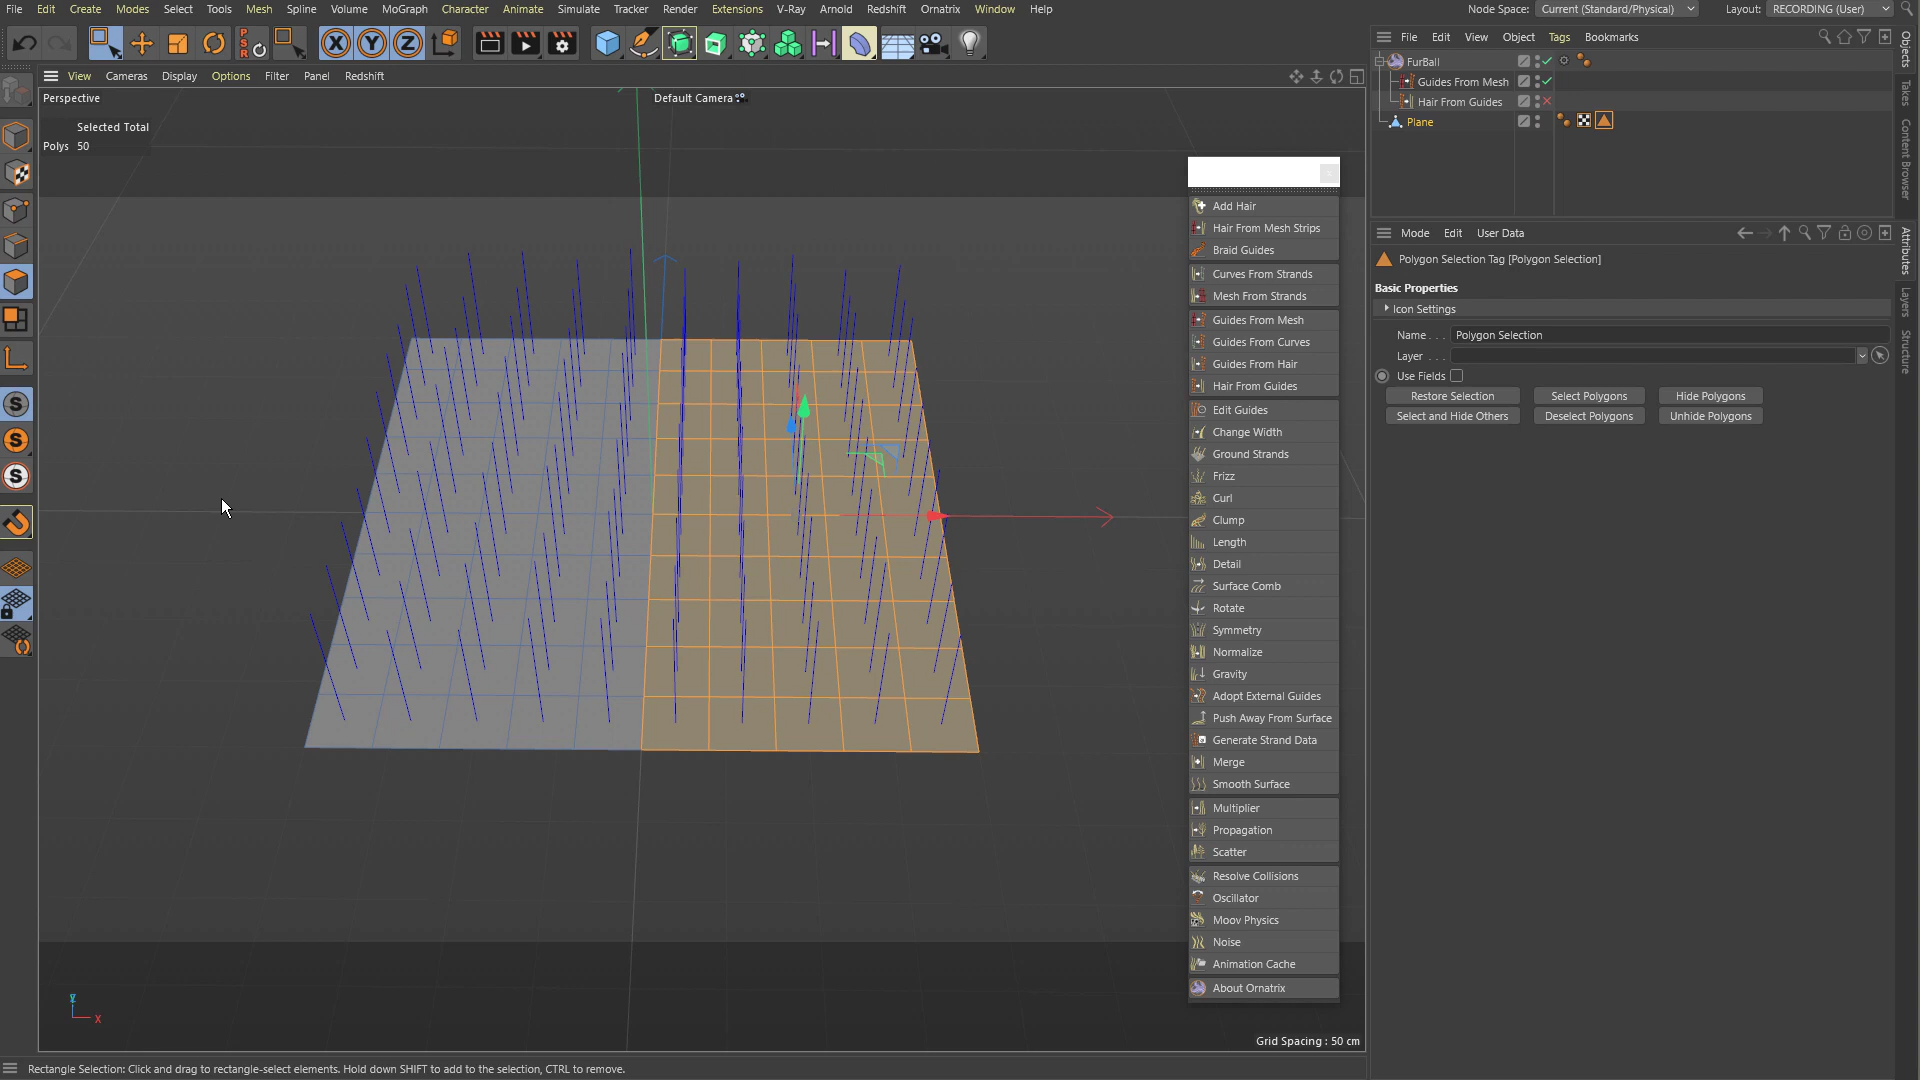 File Edit Create Modes Select Tools Mesh Spline Volume MoGraph Character Animate Simulate Tracker Render Extensions V-Ray Arnold Redshift Ornatrix Window Help Node Space: Current (Standard/Physical) Layout: RECORDING (User)
PSR X Y Z
File Edit View Object Tags Bookmarks
View Cameras Display Options Filter Panel Redshift
Perspective
Default Camera
Selected Total
Polys 50
FurBall
Guides From Mesh
Hair From Guides
Plane
Objects
Takes
Content Browser
Add Hair
Hair From Mesh Strips
Braid Guides
Curves From Strands
Mesh From Strands
Guides From Mesh
Guides From Curves
Guides From Hair
Hair From Guides
Edit Guides
Change Width
Ground Strands
Frizz
Curl
Clump
Length
Detail
Surface Comb
Rotate
Symmetry
Normalize
Gravity
Adopt External Guides
Push Away From Surface
Generate Strand Data
Merge
Smooth Surface
Multiplier
Propagation
Scatter
Resolve Collisions
Oscillator
Moov Physics
Noise
Animation Cache
About Ornatrix
Mode Edit User Data
Polygon Selection Tag [Polygon Selection]
Basic Properties
Icon Settings
Name . . . Polygon Selection
Layer . . .
Use Fields
Restore Selection Select Polygons Hide Polygons
Select and Hide Others Deselect Polygons Unhide Polygons
Attributes
Layers
Structure
S
S
S
Y
X
Grid Spacing : 50 cm
Rectangle Selection: Click and drag to rectangle-select elements. Hold down SHIFT to add to the selection, CTRL to remove.